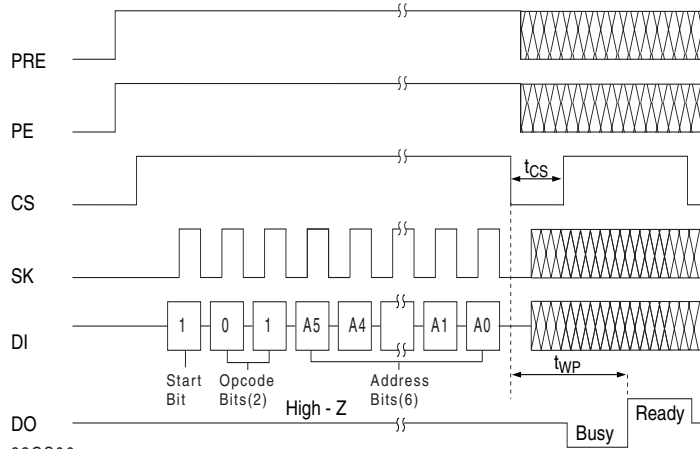 PRE
PE
CS
tCS
SK
DI
1 0 1 A5 A4 A1 A0
Start Bit
Opcode Bits(2)
Address Bits(6)
tWP
High - Z
DO
Busy
Ready